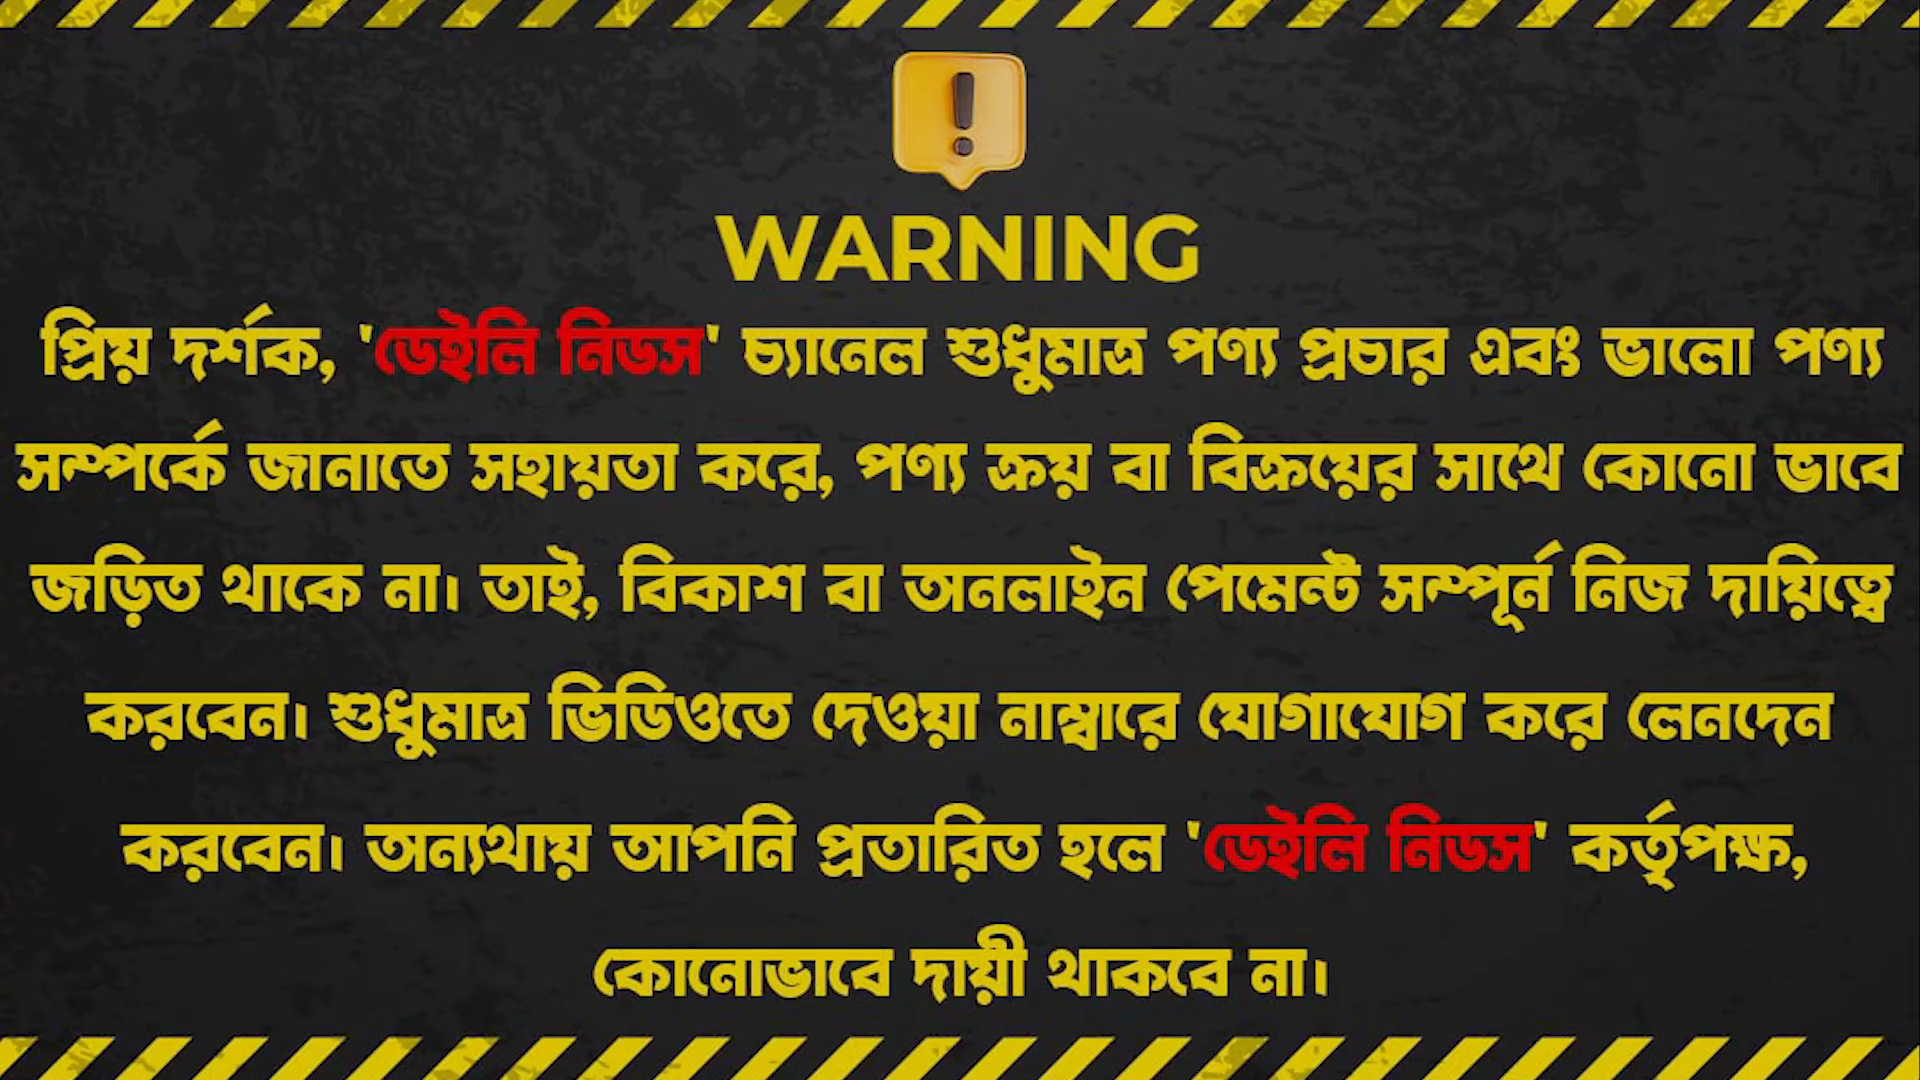 WARNING
প্রিয় দর্শক, 'ডেইলি নিডস' চ্যানেল শুধুমাত্র পণ্য প্রচার এবং ভালো পণ্য
সম্পর্কে জানাতে সহায়তা করে, পণ্য ক্রয় বা বিক্রয়ের সাথে কোনো ভাবে
জড়িত থাকে না। তাই, বিকাশ বা অনলাইন পেমেন্ট সম্পূর্ন নিজ দায়িত্বে
করবেন। শুধুমাত্র ভিডিওতে দেওয়া নাম্বারে যোগাযোগ করে লেনদেন
করবেন। অন্যথায় আপনি প্রতারিত হলে 'ডেইলি নিডস' কর্তৃপক্ষ,
কোনোভাবে দায়ী থাকবে না।